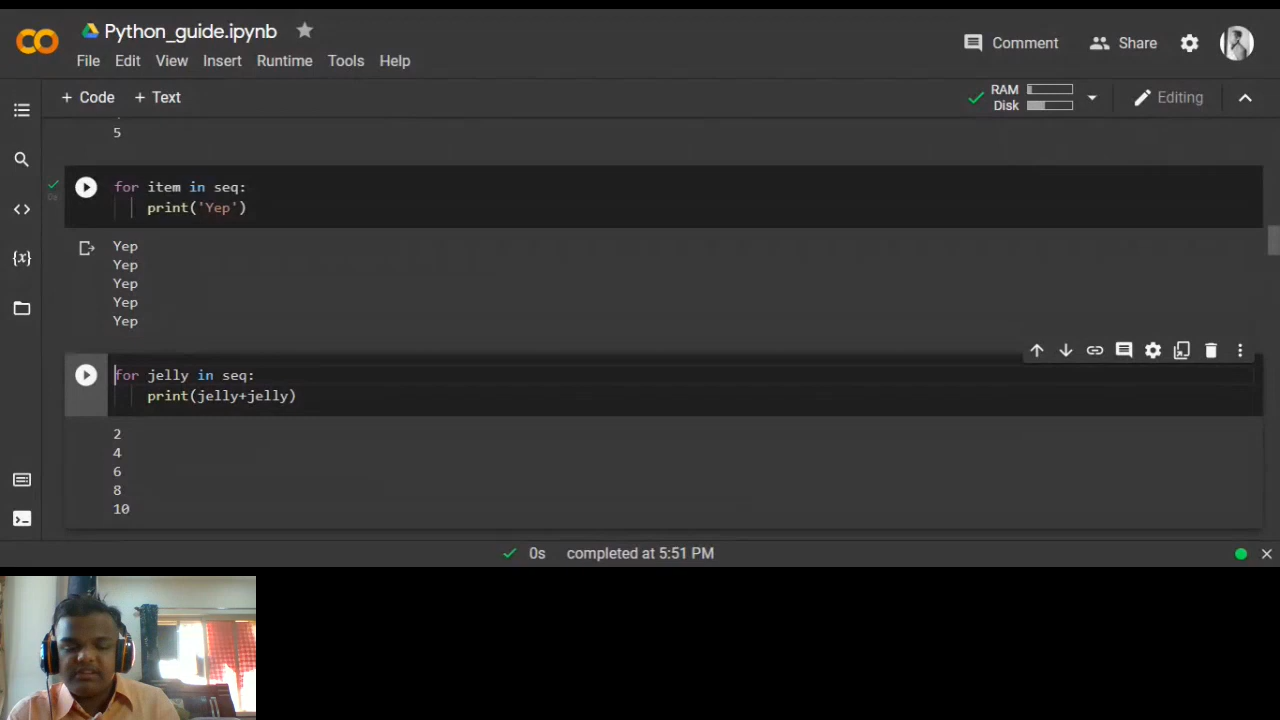 Python_guide.ipynb
File Edit View Insert Runtime Tools Help
Comment Share
+ Code + Text
RAM
Disk
Editing
5
for item in seq:
print('Yep')
Yep
Yep
Yep
Yep
Yep
for jelly in seq:
print(jelly+jelly)
2
4
6
8
10
0s completed at 5:51 PM